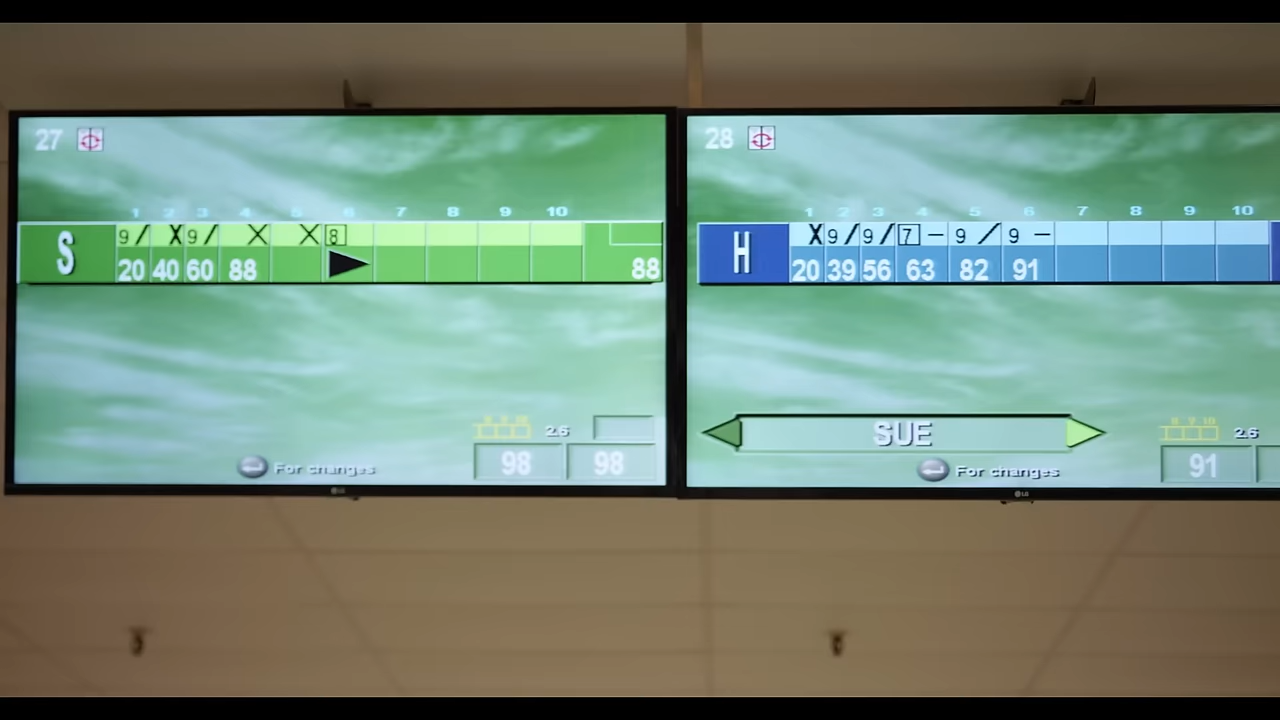 27
1 2 3 4 5 6 7 8 9 10
S 9 / X 9 / X X 8
20 40 60 88 88
2.6
For changes 98 98
LG
28
1 2 3 4 5 6 7 8 9 10
H X 9 / 9 / 7 - 9 / 9 -
20 39 56 63 82 91
SUE 2.6
For changes 91
LG